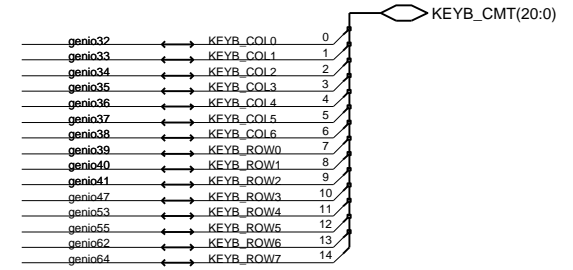 KEYB_CMT(20:0)
genio32 KEYB_COL0 0
genio33 KEYB_COL1 1
genio34 KEYB_COL2 2
genio35 KEYB_COL3 3
genio36 KEYB_COL4 4
genio37 KEYB_COL5 5
genio38 KEYB_COL6 6
genio39 KEYB_ROW0 7
genio40 KEYB_ROW1 8
genio41 KEYB_ROW2 9
genio47 KEYB_ROW3 10
genio53 KEYB_ROW4 11
genio55 KEYB_ROW5 12
genio62 KEYB_ROW6 13
genio64 KEYB_ROW7 14